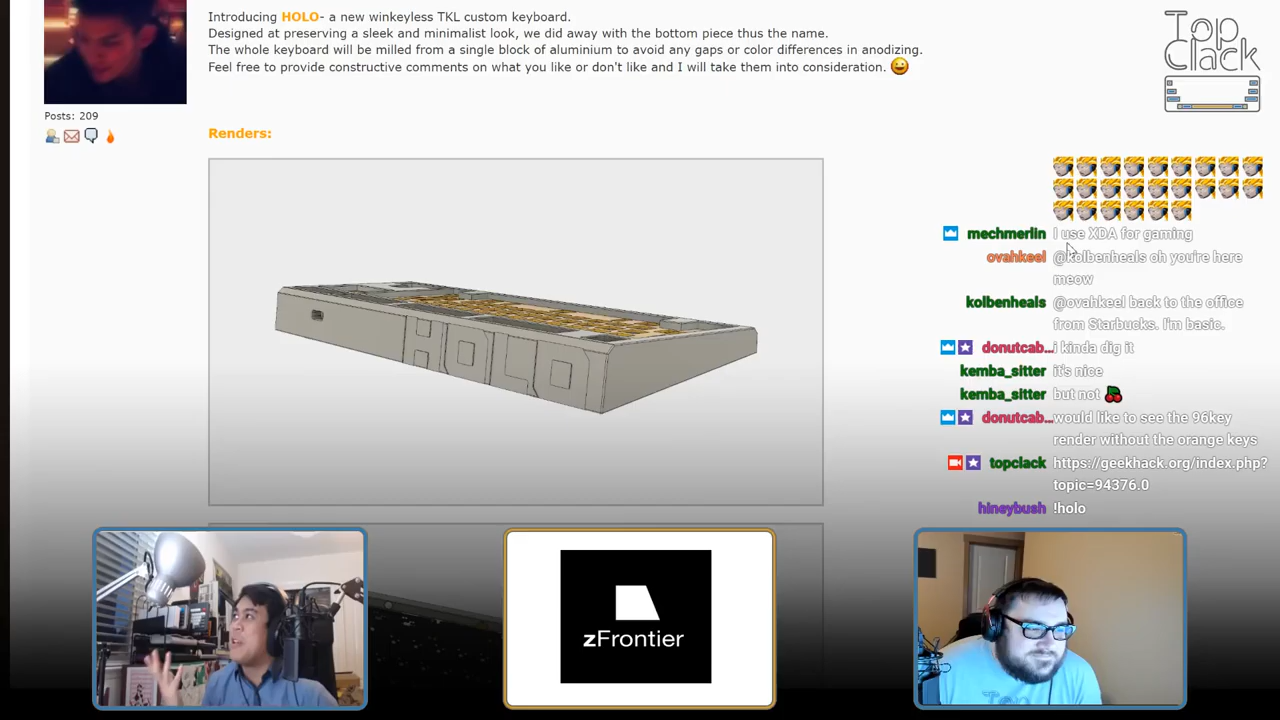 Introducing HOLO- a new winkeyless TKL custom keyboard.
Designed at preserving a sleek and minimalist look, we did away with the bottom piece thus the name.
The whole keyboard will be milled from a single block of aluminium to avoid any gaps or color differences in anodizing.
Feel free to provide constructive comments on what you like or don't like and I will take them into consideration.
Top
Clack
Posts: 209
Renders:
HOLO
mechmerlin I use XDA for gaming
ovahkeel @kolbenheals oh you're here
meow
kolbenheals @ovahkeel back to the office
from Starbucks. I'm basic.
donutcab... i kinda dig it
kemba_sitter it's nice
kemba_sitter but not
donutcab... would like to see the 96key
render without the orange keys
topclack https://geekhack.org/index.php?
topic=94376.0
hineybush !holo
zFrontier